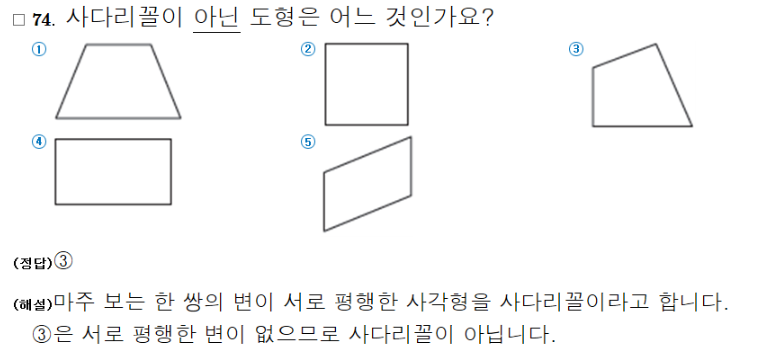 □ 74. 사다리꼴이 아닌 도형은 어느 것인가요?
① ② ③
④ ⑤
(정답)③
(해설)마주 보는 한 쌍의 변이 서로 평행한 사각형을 사다리꼴이라고 합니다.
③은 서로 평행한 변이 없으므로 사다리꼴이 아닙니다.